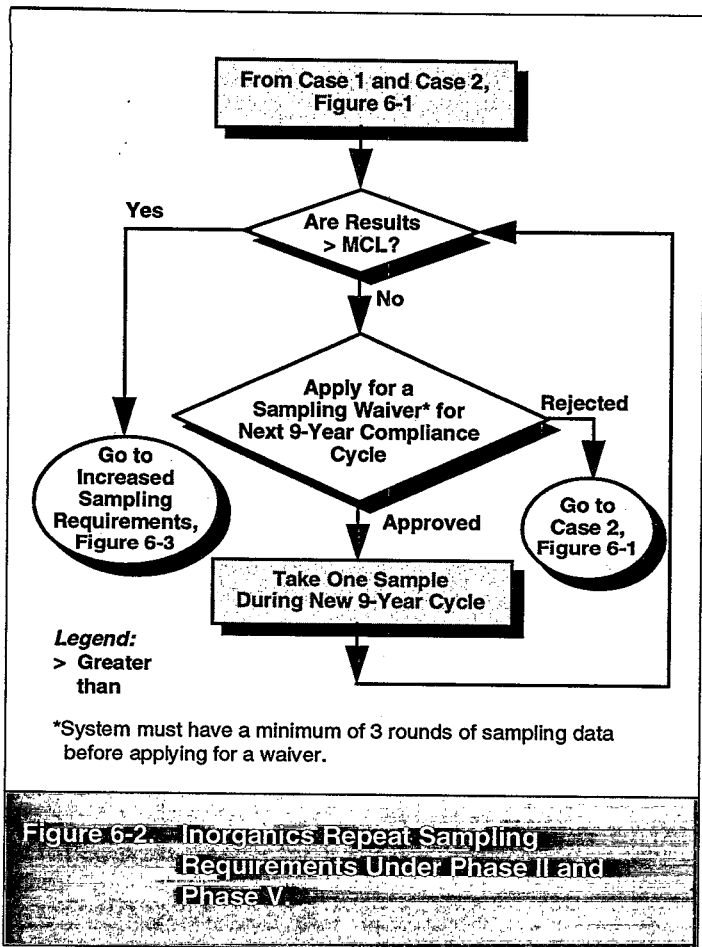 From Case 1 and Case 2,
Figure 6-1
Yes
Are Results
> MCL?
No
Apply for a
Sampling Waiver* for
Next 9-Year Compliance
Cycle
Rejected
Go to
Increased
Sampling
Requirements,
Figure 6-3
Approved
Go to
Case 2,
Figure 6-1
Take One Sample
During New 9-Year Cycle
Legend:
> Greater
than
*System must have a minimum of 3 rounds of sampling data
before applying for a waiver.
Figure 6-2. Inorganics Repeat Sampling
Requirements Under Phase II and
Phase V